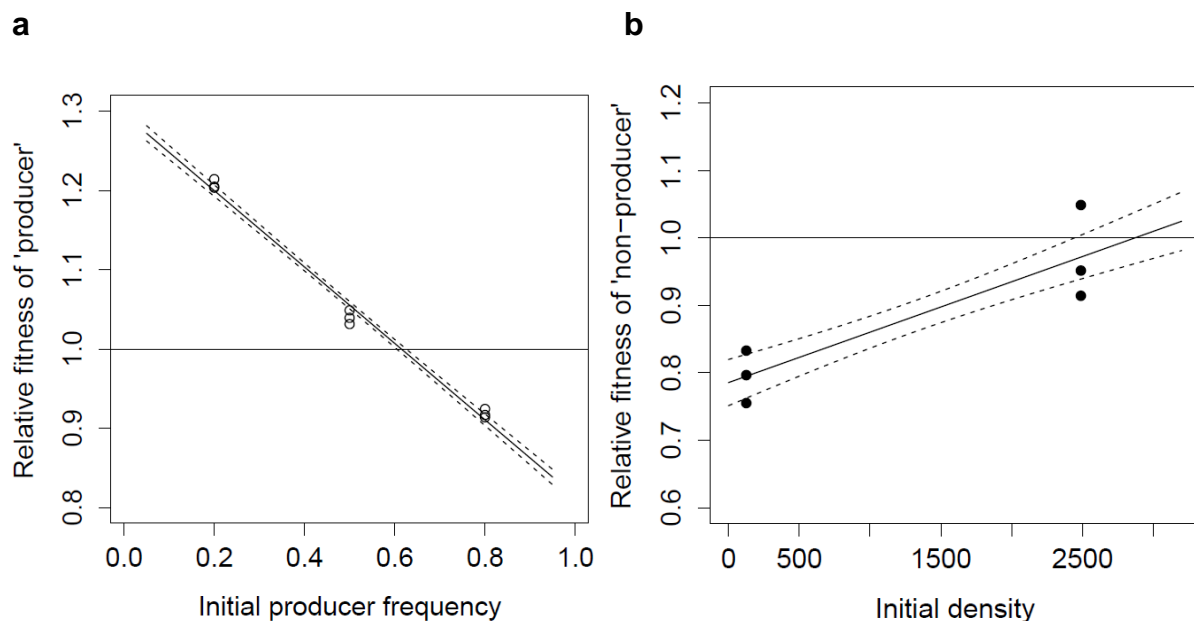 a
Relative fitness of 'producer'
1.3
1.2
1.1
1.0
0.9
0.8
0.0 0.2 0.4 0.6 0.8 1.0
Initial producer frequency
b
Relative fitness of 'non−producer'
1.2
1.1
1.0
0.9
0.8
0.7
0.6
0 500 1500 2500
Initial density